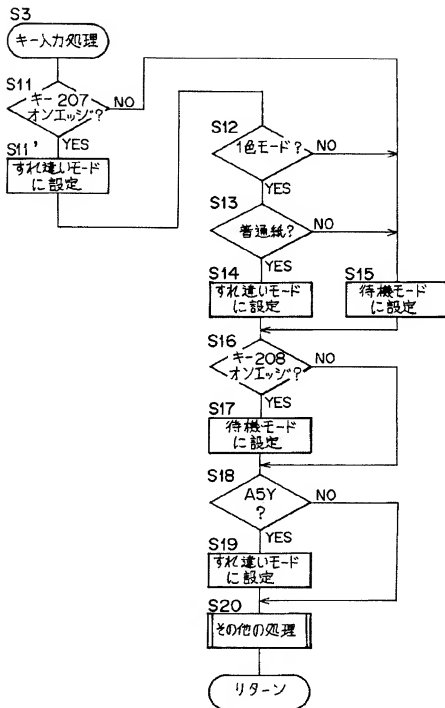 S3
キー入力処理
S11
キー207
オンエッジ?
NO
YES
S11'
すれ違いモード
に設定
S12
1色モード?
NO
YES
S13
普通紙?
NO
YES
S14
すれ違いモード
に設定
S15
待機モード
に設定
S16
キー208
オンエッジ?
NO
YES
S17
待機モード
に設定
S18
A5Y
?
NO
YES
S19
すれ違いモード
に設定
S20
その他の処理
リターン